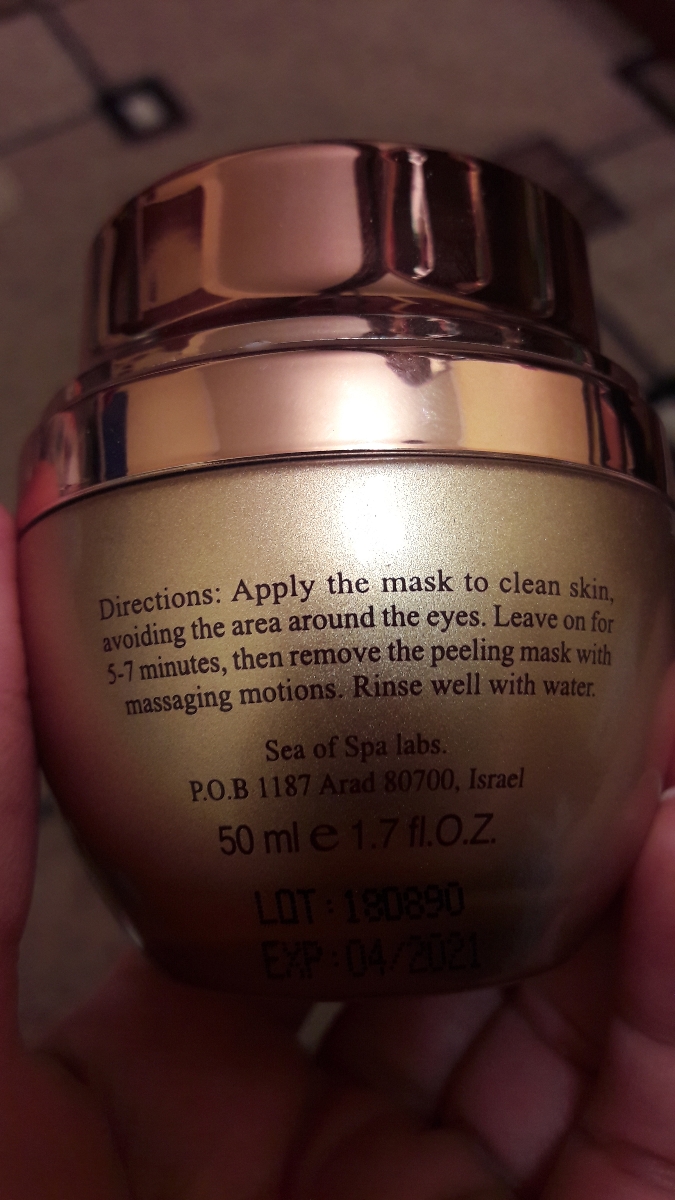 Directions: Apply the mask to clean skin,
avoiding the area around the eyes. Leave on for
5-7 minutes, then remove the peeling mask with
massaging motions. Rinse well with water.
Sea of Spa labs.
P.O.B 1187 Arad 80700, Israel
50 ml e 1.7 fl.O.Z.
LOT:180890
EXP:04/2021